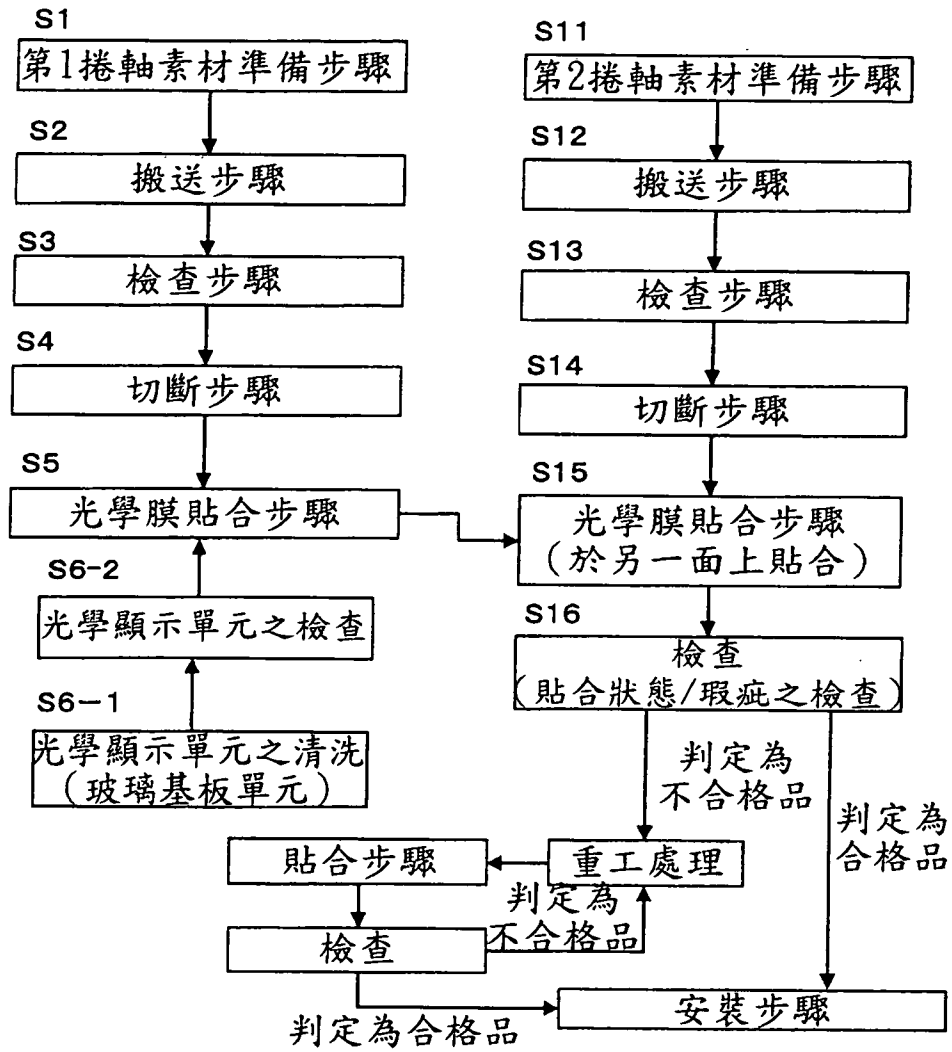 S1
第1捲軸素材準備步驟
S2
搬送步驟
S3
檢查步驟
S4
切斷步驟
S5
光學膜貼合步驟
S6-2
光學顯示單元之檢查
S6-1
光學顯示單元之清洗
(玻璃基板單元)
S11
第2捲軸素材準備步驟
S12
搬送步驟
S13
檢查步驟
S14
切斷步驟
S15
光學膜貼合步驟
(於另一面上貼合)
S16
檢查
(貼合狀態/瑕疵之檢查)
判定為
不合格品
判定為
合格品
重工處理
貼合步驟
判定為
不合格品
檢查
判定為合格品
安裝步驟